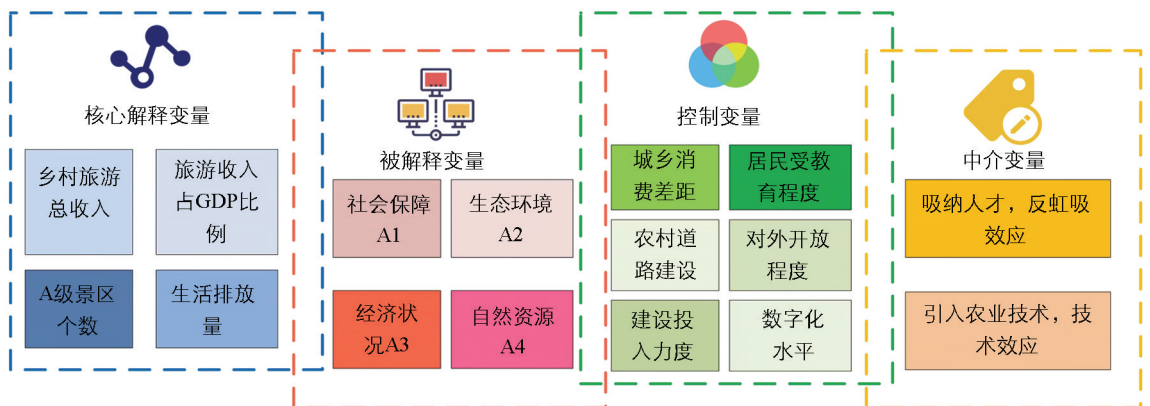 核心解释变量
乡村旅游
总收入
旅游收入
占GDP比
例
A级景区
个数
生活排放
量
被解释变量
社会保障
A1
生态环境
A2
经济状
况A3
自然资源
A4
控制变量
城乡消
费差距
居民受教
育程度
农村道
路建设
对外开放
程度
建设投
入力度
数字化
水平
中介变量
吸纳人才，反虹吸
效应
引入农业技术，技
术效应